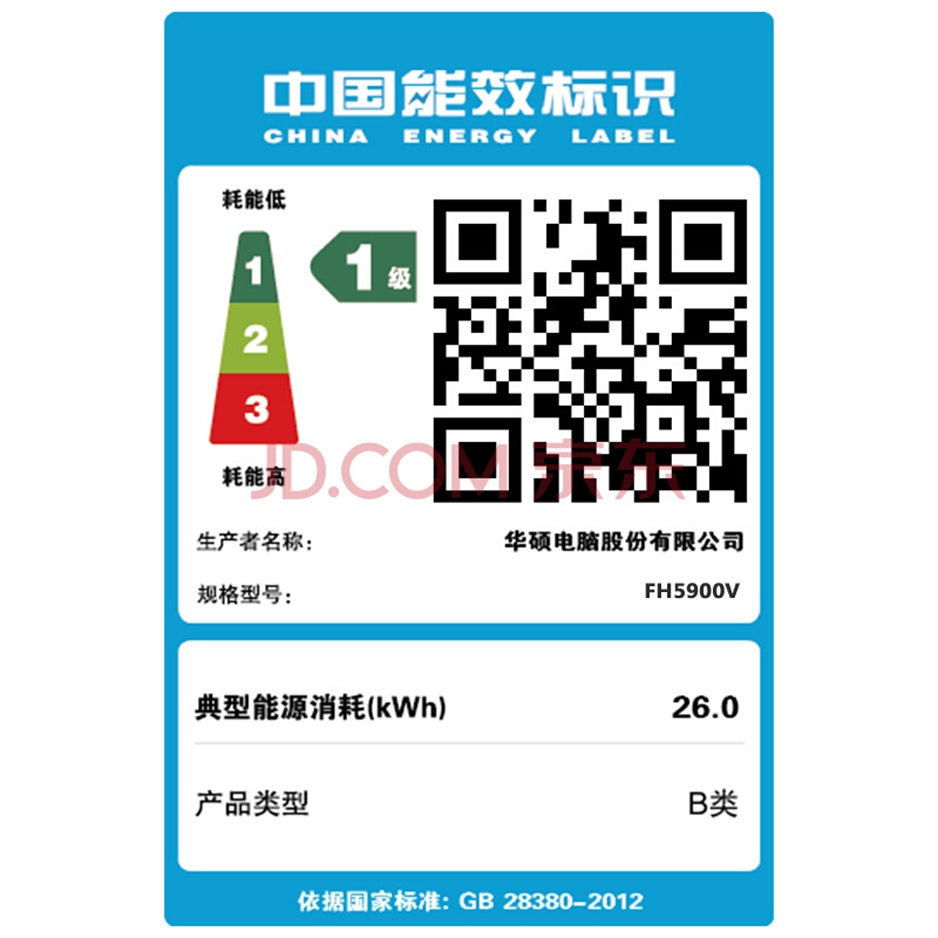 中国能效标识
CHINA ENERGY LABEL
耗能低
1
1级
2
3
耗能高
JD.COM 京东
生产者名称：
华硕电脑股份有限公司
规格型号：
FH5900V
典型能源消耗(kWh)
26.0
产品类型
B类
依据国家标准: GB 28380-2012